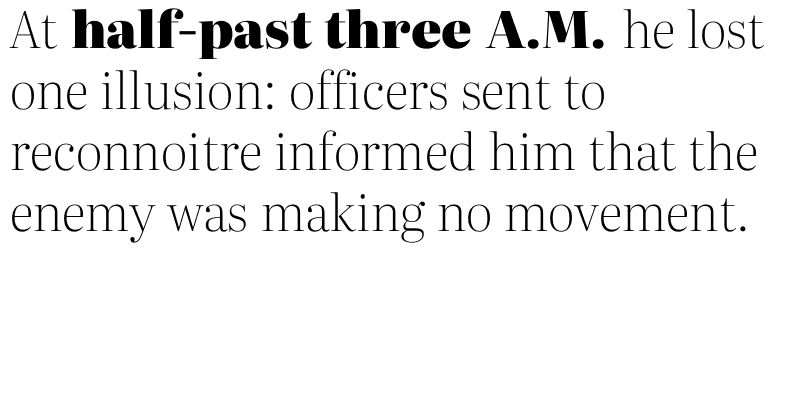 At half-past three A.M. he lost
one illusion: officers sent to
reconnoitre informed him that the
enemy was making no movement.